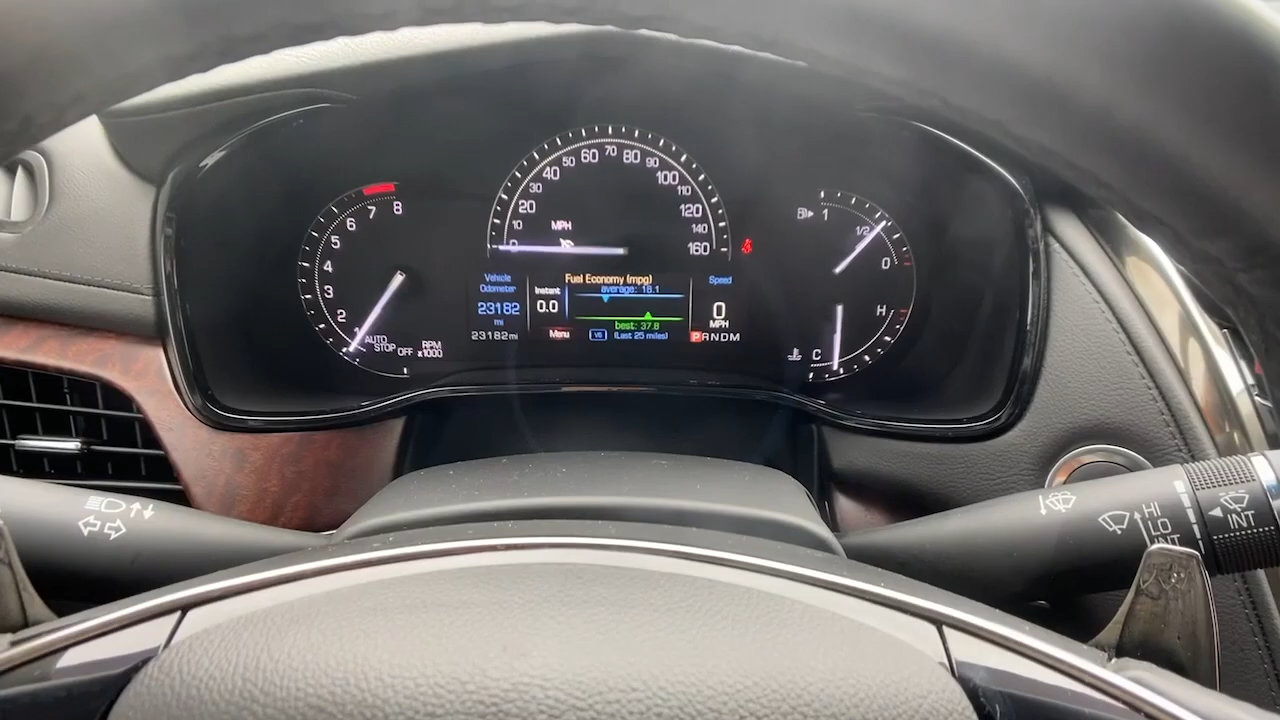 8
7
6
5
4
3
2
1
AUTO
STOP
OFF
RPM
x1000
0
10
20
30
40
50
60
70
80
90
100
110
120
140
160
MPH
Vehicle
Odometer
23182
mi
23182mi
Fuel Economy (mpg)
average: 18.1
Instant
0.0
best: 37.8
(Last 25 miles)
Menu
V6
Speed
0
MPH
PRNDM
1
1/2
0
H
C
HI
LO
INT
INT